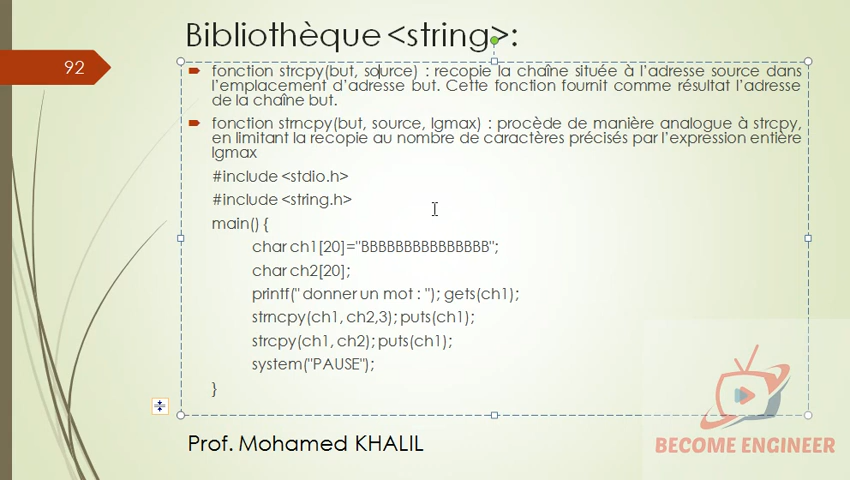 Bibliothèque <string>:
92
fonction strcpy(but, source) : recopie la chaîne située à l'adresse source dans
l'emplacement d'adresse but. Cette fonction fournit comme résultat l'adresse
de la chaîne but.
fonction strncpy(but, source, lgmax) : procède de manière analogue à strcpy,
en limitant la recopie au nombre de caractères précisés par l'expression entière
lgmax
#include <stdio.h>
#include <string.h>
main() {
char ch1[20]="BBBBBBBBBBBBBBB";
char ch2[20];
printf(" donner un mot : "); gets(ch1);
strncpy(ch1, ch2,3); puts(ch1);
strcpy(ch1, ch2); puts(ch1);
system("PAUSE");
}
Prof. Mohamed KHALIL
BECOME ENGINEER